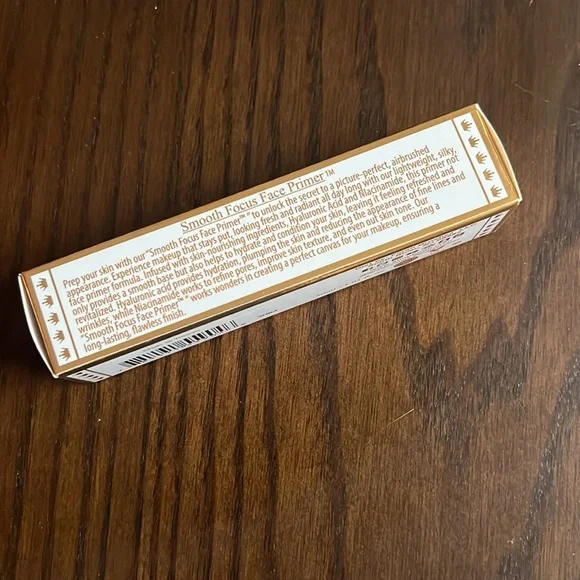 Smooth Focus Face Primer™
Prep your skin with our "Smooth Focus Face Primer™" to unlock the secret to a picture-perfect, airbrushed
appearance. Experience makeup that stays put, looking fresh and radiant all day long with our lightweight, silky,
face primer formula. Infused with skin-nourishing ingredients, Hyaluronic Acid and Niacinamide, this primer not
only provides a smooth base but also helps to hydrate and condition your skin, leaving it feeling refreshed and
revitalized. Hyaluronic Acid provides hydration, plumping the skin and reducing the appearance of fine lines and
wrinkles, while Niacinamide works to refine pores, improve skin texture, and even out skin tone. Our
"Smooth Focus Face Primer™" works wonders in creating a perfect canvas for your makeup, ensuring a
long-lasting, flawless finish.